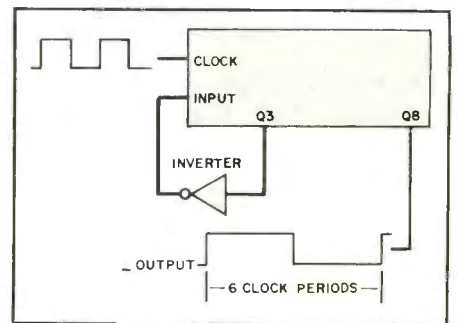 CLOCK
INPUT
Q3 Q8
INVERTER
OUTPUT
6 CLOCK PERIODS